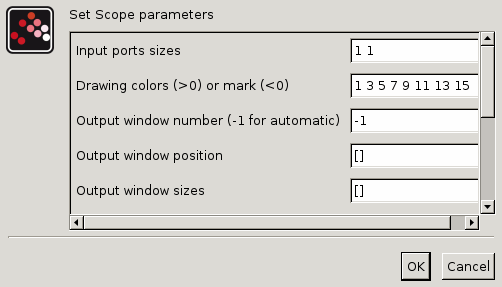 Set Scope parameters
Input ports sizes 1 1
Drawing colors (>0) or mark (<0) 1 3 5 7 9 11 13 15
Output window number (-1 for automatic) -1
Output window position []
Output window sizes []
OK Cancel